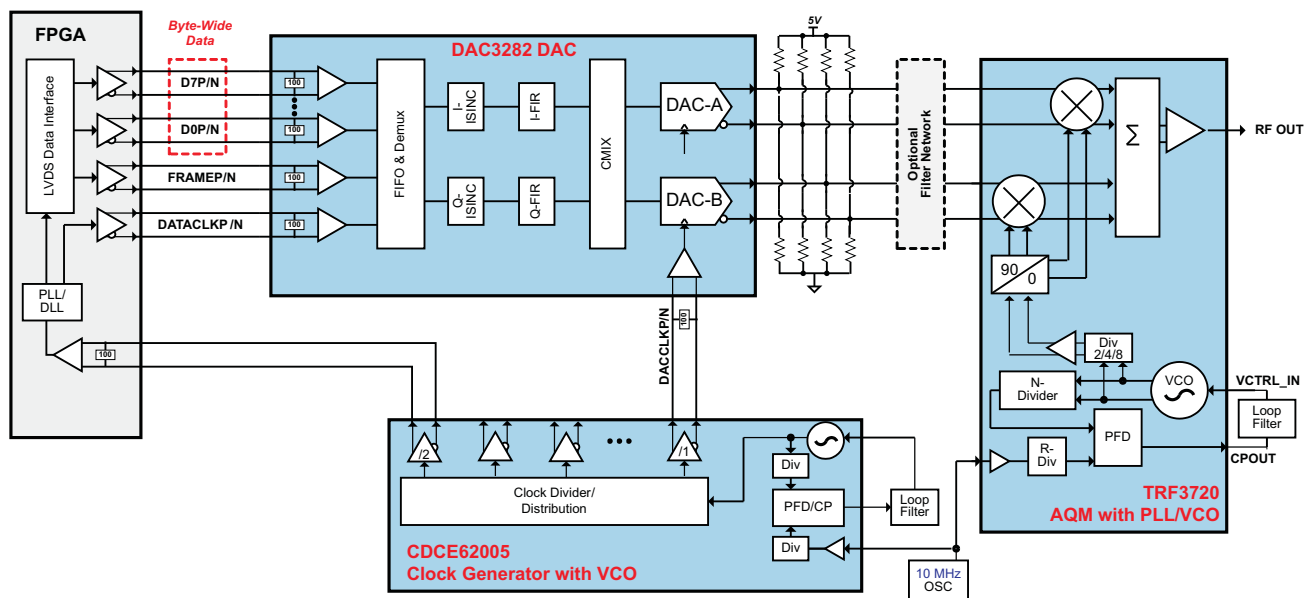 FPGA
Byte-Wide
Data
LVDS Data Interface
D7P/N
D0P/N
FRAMEP/N
DATACLKP/N
100
100
100
100
PLL/
DLL
100
DAC3282 DAC
FIFO & Demux
I-
ISINC
I-FIR
Q-
ISINC
Q-FIR
CMIX
DAC-A
DAC-B
DACCLKP/N
100
5V
Optional
Filter Network
Σ
RF OUT
90
0
Div
2/4/8
N-
Divider
VCO
VCTRL_IN
Loop
Filter
PFD
R-
Div
CPOUT
TRF3720
AQM with PLL/VCO
/2
/1
Clock Divider/
Distribution
Div
PFD/CP
Loop
Filter
Div
CDCE62005
Clock Generator with VCO
10 MHz
OSC